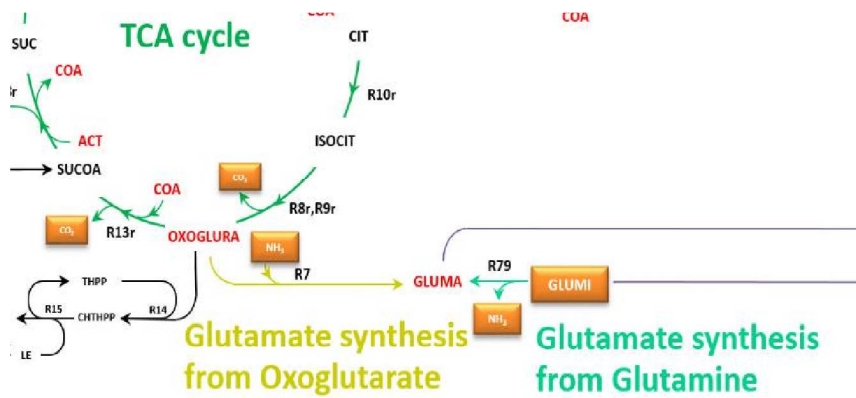 COA
COA
TCA cycle
CIT
SUC
COA
R10r
ACT
ISOCIT
SUCOA
CO₂
COA
R8r,R9r
CO₂
R13r
OXOGLURA
NH₃
R7
GLUMA
R79
GLUMI
NH₃
THPP
R15
CHTHPP
R14
LE
Glutamate synthesis
from Oxoglutarate
Glutamate synthesis
from Glutamine